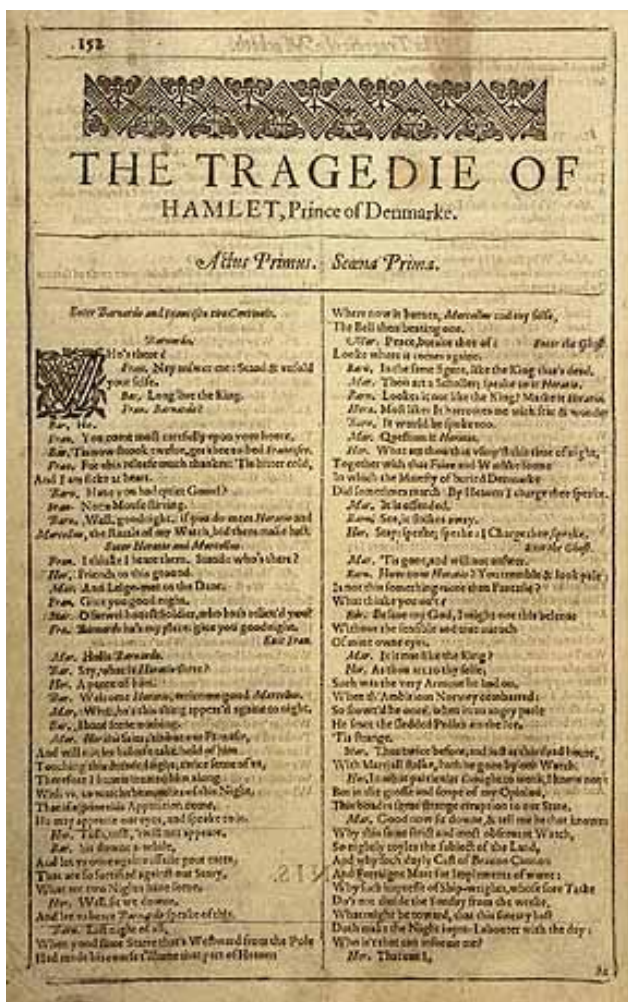 152
THE TRAGEDIE OF
HAMLET, Prince of Denmarke.
Actus Primus. Scœna Prima.
Enter Barnardo and Francisco two Centinels.
Barnardo.
WHo's there?
Fran. Nay answer me: Stand & vnfold
your selfe.
Bar. Long liue the King.
Fran. Barnardo?
Bar. He.
Fran. You come most carefully vpon your houre.
Bar. 'Tis now strook twelue, get thee to bed Francisco.
Fran. For this releefe much thankes: 'Tis bitter cold,
And I am sicke at heart.
Barn. Haue you had quiet Guard?
Fran. Not a Mouse stirring.
Barn. Well, goodnight. If you do meet Horatio and
Marcellus, the Riuals of my Watch, bid them make hast.
Enter Horatio and Marcellus.
Fran. I thinke I heare them. Stand: who's there?
Hor. Friends to this ground.
Mar. And Leige-men to the Dane.
Fran. Giue you good night.
Mar. O farwel honest Soldier, who hath relieu'd you?
Fra. Barnardo ha's my place: giue you goodnight.
Exit Fran.
Mar. Holla Barnardo.
Bar. Say, what is Horatio there?
Hor. A peece of him.
Bar. Welcome Horatio, welcome good Marcellus.
Mar. What, ha's this thing appear'd againe to night.
Bar. I haue seene nothing.
Mar. Horatio saies, 'tis but our Fantasie,
And will not let beleefe take hold of him
Touching this dreaded sight, twice seene of vs,
Therefore I haue intreated him along
With vs, to watch the minutes of this Night,
That if againe this Apparition come,
He may approue our eyes, and speake to it.
Hor. Tush, tush, 'twill not appeare.
Bar. Sit downe a-while,
And let vs once againe assaile your eares,
That are so fortified against our Story,
What we two Nights haue seene.
Hor. Well, sit we downe,
And let vs heare Barnardo speake of this.
Barn. Last night of all,
When yond same Starre that's Westward from the Pole
Had made his course t'illume that part of Heauen
Where now it burnes, Marcellus and my selfe,
The Bell then beating one.
Mar. Peace, breake thee of: Enter the Ghost.
Looke where it comes againe.
Barn. In the same figure, like the King that's dead.
Mar. Thou art a Scholler; speake to it Horatio.
Barn. Lookes it not like the King? Marke it Horatio.
Hora. Most like: It harrowes me with fear & wonder
Barn. It would be spoke too.
Mar. Question it Horatio.
Hor. What art thou that vsurp'st this time of night,
Together with that Faire and Warlike forme
In which the Maiesty of buried Denmarke
Did sometimes march: By Heauen I charge thee speake.
Mar. It is offended.
Barn. See, it stalkes away.
Hor. Stay: speake; speake: I Charge thee, speake.
Exit the Ghost.
Mar. 'Tis gone, and will not answer.
Barn. How now Horatio? You tremble & look pale:
Is not this something more then Fantasie?
What thinke you on't?
Hor. Before my God, I might not this beleeue
Without the sensible and true auouch
Of mine owne eyes.
Mar. Is it not like the King?
Hor. As thou art to thy selfe,
Such was the very Armour he had on,
When th' Ambitious Norwey combatted:
So frown'd he once, when in an angry parle
He smot the sledded Pollax on the Ice.
'Tis strange.
Mar. Thus twice before, and iust at this dead houre,
With Martiall stalke, hath he gone by our Watch.
Hor. In what particular thought to work, I know not:
But in the grosse and scope of my Opinion,
This boades some strange erruption to our State.
Mar. Good now sit downe, & tell me he that knowes
Why this same strict and most obseruant Watch,
So nightly toyles the subiect of the Land,
And why such dayly Cast of Brazon Cannon
And Forraigne Mart for Implements of warre:
Why such impresse of Ship-wrights, whose sore Taske
Do's not diuide the Sunday from the weeke,
What might be toward, that this sweaty hast
Doth make the Night ioynt-Labourer with the day:
Who is't that can informe me?
Hor. That can I,